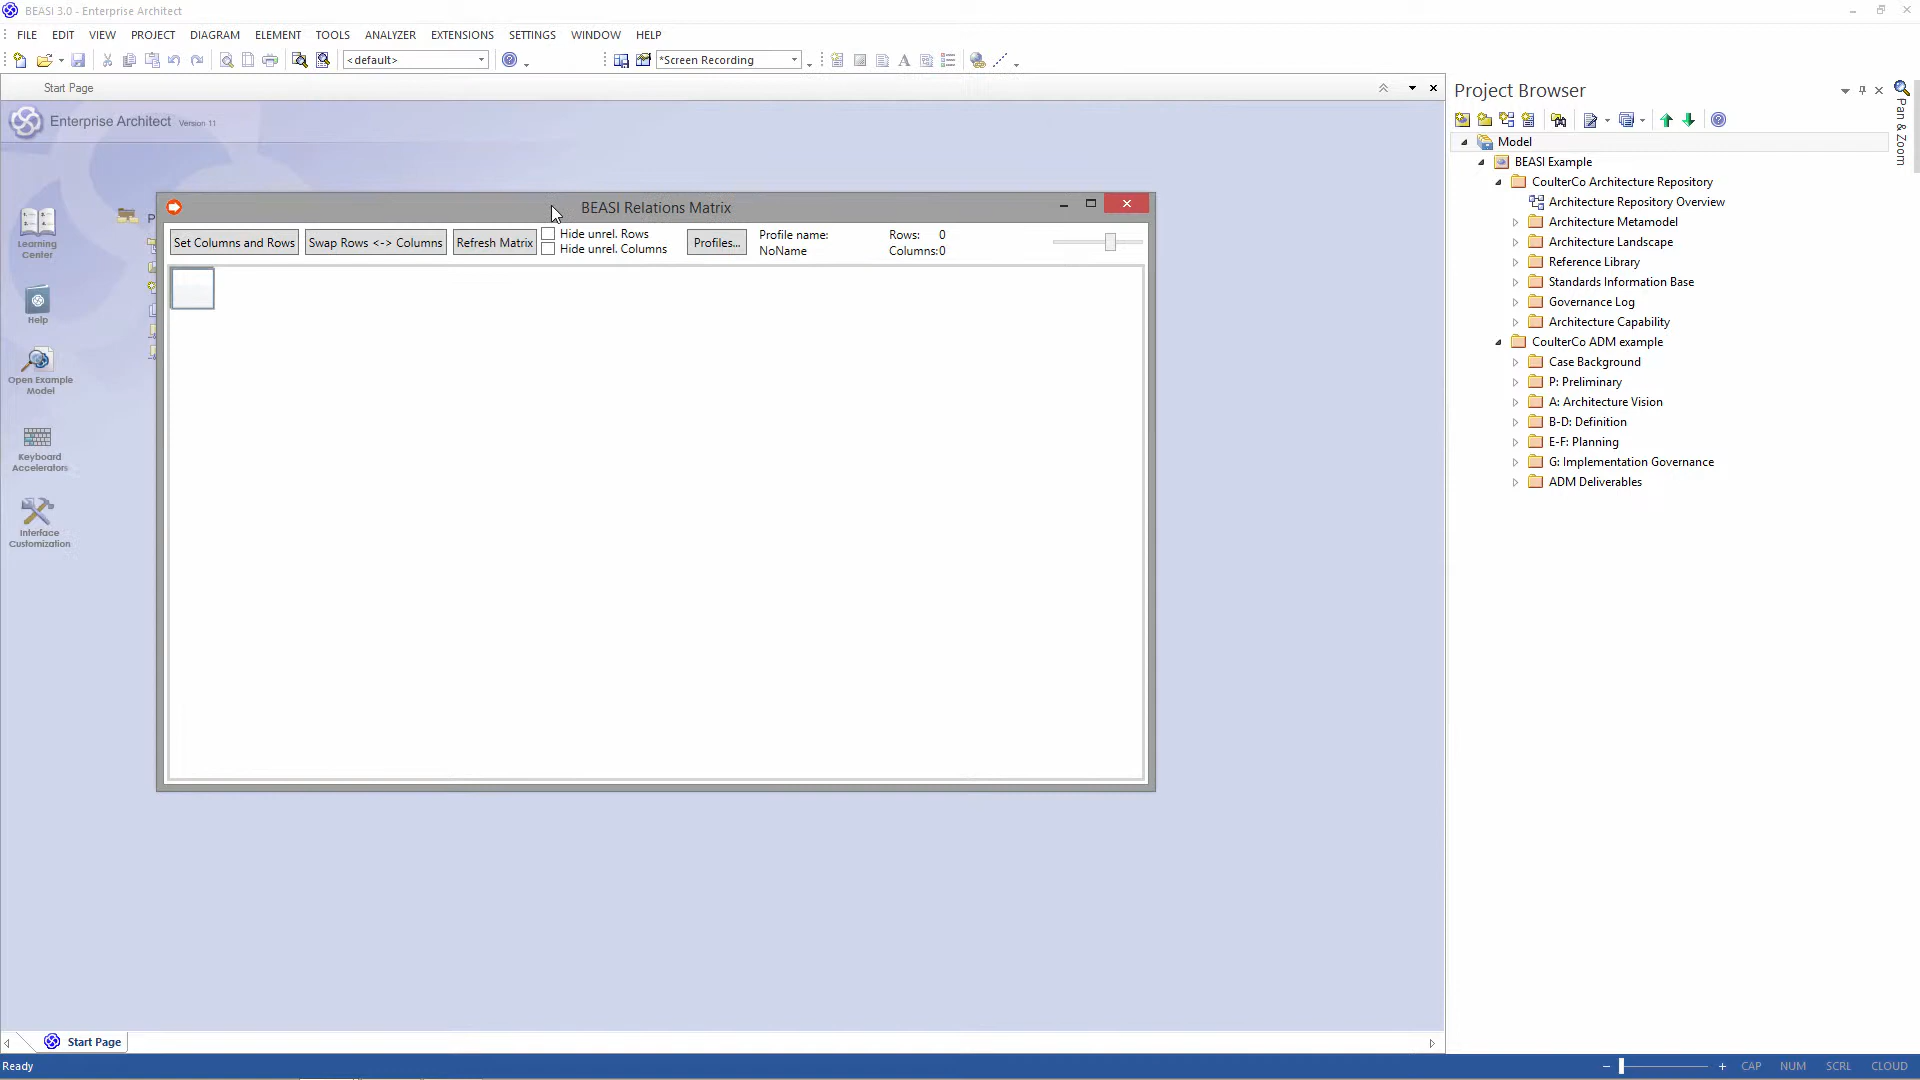 BEASI 3.0 - Enterprise Architect
FILE EDIT VIEW PROJECT DIAGRAM ELEMENT TOOLS ANALYZER EXTENSIONS SETTINGS WINDOW HELP
<default>
*Screen Recording
Start Page
Enterprise Architect Version 11
Learning
Center
Help
Open Example
Model
Keyboard
Accelerators
Interface
Customization
BEASI Relations Matrix
Set Columns and Rows
Swap Rows <-> Columns
Refresh Matrix
Hide unrel. Rows
Hide unrel. Columns
Profiles...
Profile name:
NoName
Rows: 0
Columns:0
Project Browser
Pan & Zoom
Model
BEASI Example
CoulterCo Architecture Repository
Architecture Repository Overview
Architecture Metamodel
Architecture Landscape
Reference Library
Standards Information Base
Governance Log
Architecture Capability
CoulterCo ADM example
Case Background
P: Preliminary
A: Architecture Vision
B-D: Definition
E-F: Planning
G: Implementation Governance
ADM Deliverables
Start Page
Ready
CAP NUM SCRL CLOUD